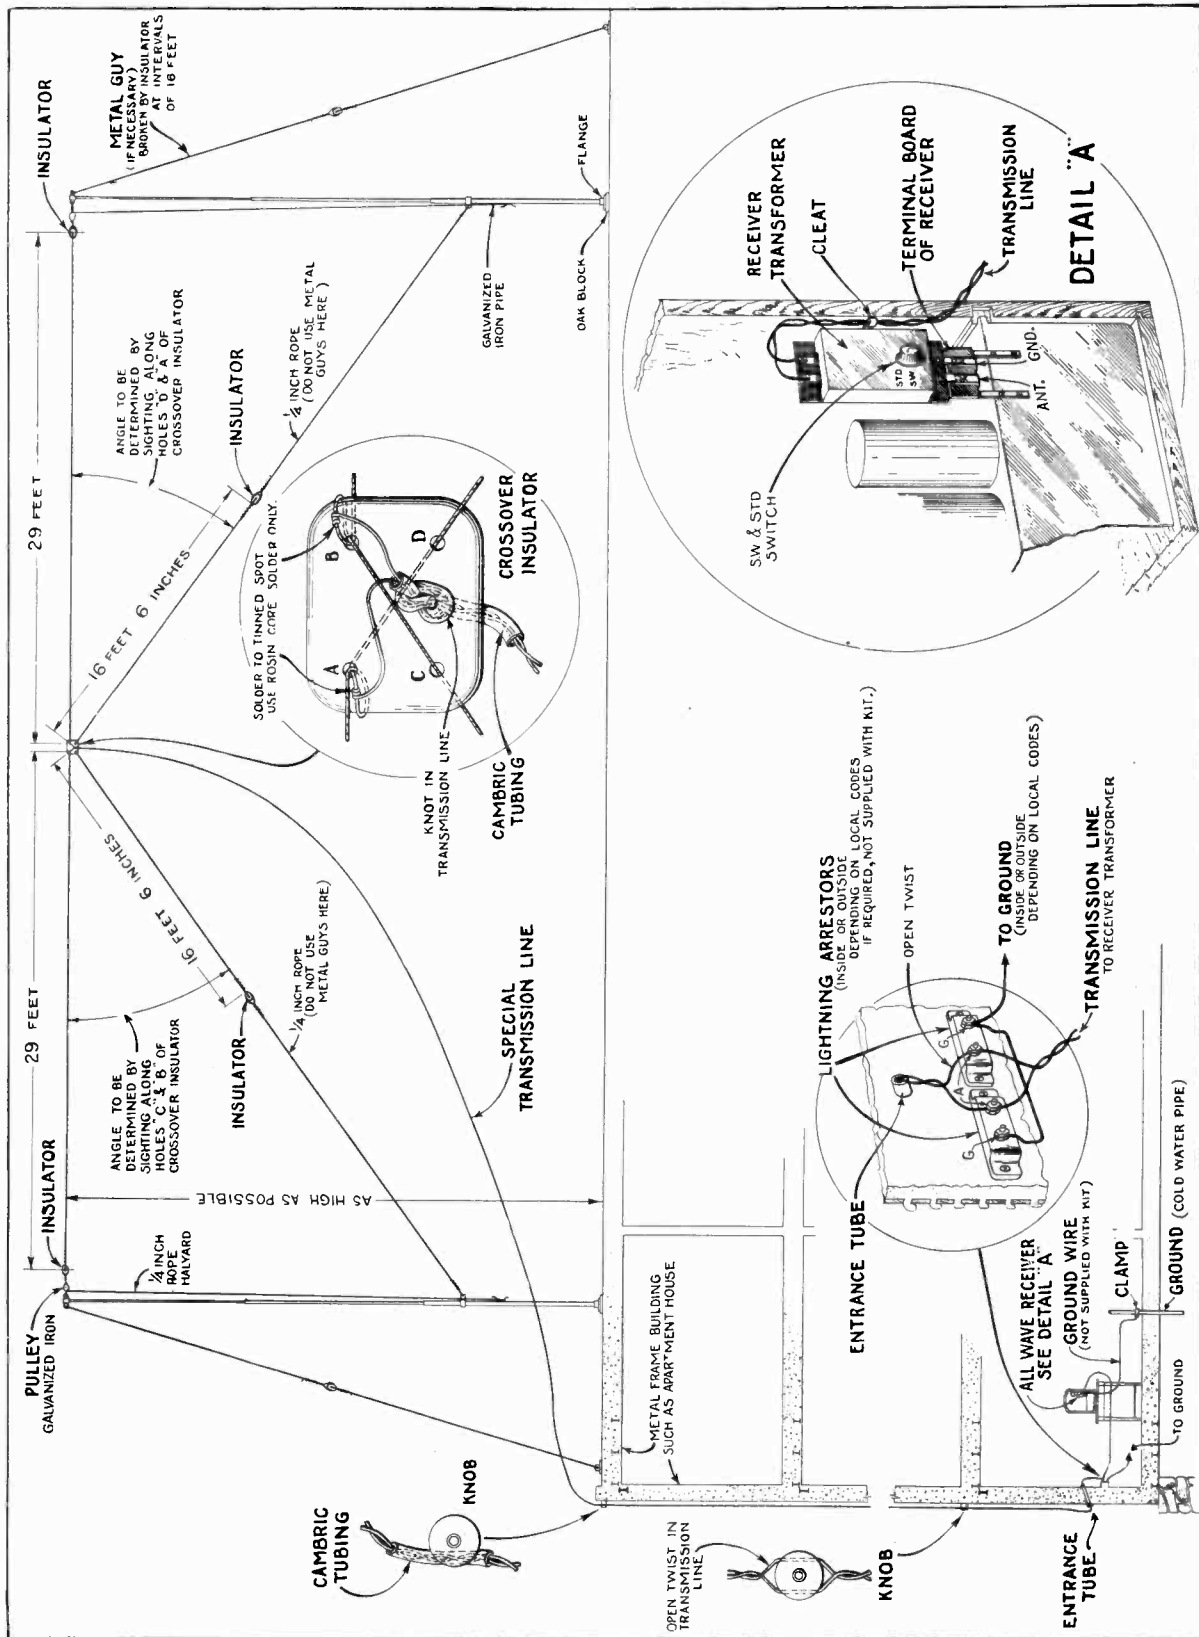 PULLEY
GALVANIZED IRON
INSULATOR
1/4 INCH
ROPE
HALYARD
29 FEET
29 FEET
INSULATOR
METAL GUY
(IF NECESSARY)
BROKEN BY INSULATOR
AT INTERVALS
OF 16 FEET
ANGLE TO BE
DETERMINED BY
SIGHTING ALONG
HOLES "C" & "B" OF
CROSSOVER INSULATOR
16 FEET 6 INCHES
16 FEET 6 INCHES
ANGLE TO BE
DETERMINED BY
SIGHTING ALONG
HOLES "D" & "A" OF
CROSSOVER INSULATOR
AS HIGH AS POSSIBLE
INSULATOR
1/4 INCH ROPE
(DO NOT USE
METAL GUYS HERE)
INSULATOR
1/4 INCH ROPE
(DO NOT USE METAL
GUYS HERE)
GALVANIZED
IRON PIPE
OAK BLOCK
FLANGE
SPECIAL
TRANSMISSION LINE
SOLDER TO TINNED SPOT
USE ROSIN CORE SOLDER ONLY.
A
B
C
D
KNOT IN
TRANSMISSION LINE
CAMBRIC
TUBING
CROSSOVER
INSULATOR
CAMBRIC
TUBING
KNOB
METAL FRAME BUILDING
SUCH AS APARTMENT HOUSE
OPEN TWIST IN
TRANSMISSION
LINE
KNOB
ENTRANCE
TUBE
ENTRANCE TUBE
LIGHTNING ARRESTORS
(INSIDE OR OUTSIDE
DEPENDING ON LOCAL CODES
IF REQUIRED, NOT SUPPLIED WITH KIT.)
OPEN TWIST
G
A
G
TO GROUND
(INSIDE OR OUTSIDE
DEPENDING ON LOCAL CODES)
TRANSMISSION LINE
TO RECEIVER TRANSFORMER
ALL WAVE RECEIVER
SEE DETAIL "A"
GROUND WIRE
(NOT SUPPLIED WITH KIT)
CLAMP
GROUND (COLD WATER PIPE)
TO GROUND
S.W & STD
SWITCH
RECEIVER
TRANSFORMER
CLEAT
TERMINAL BOARD
OF RECEIVER
TRANSMISSION
LINE
STD
SW
ANT.
GND.
DETAIL "A"